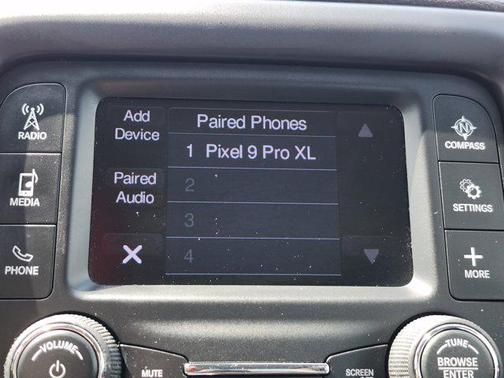 Add
Device
Paired Phones
1 Pixel 9 Pro XL
Paired
Audio
2
3
4
RADIO
MEDIA
PHONE
N
COMPASS
SETTINGS
MORE
VOLUME
MUTE
SCREEN
TUNE
BROWSE
ENTER